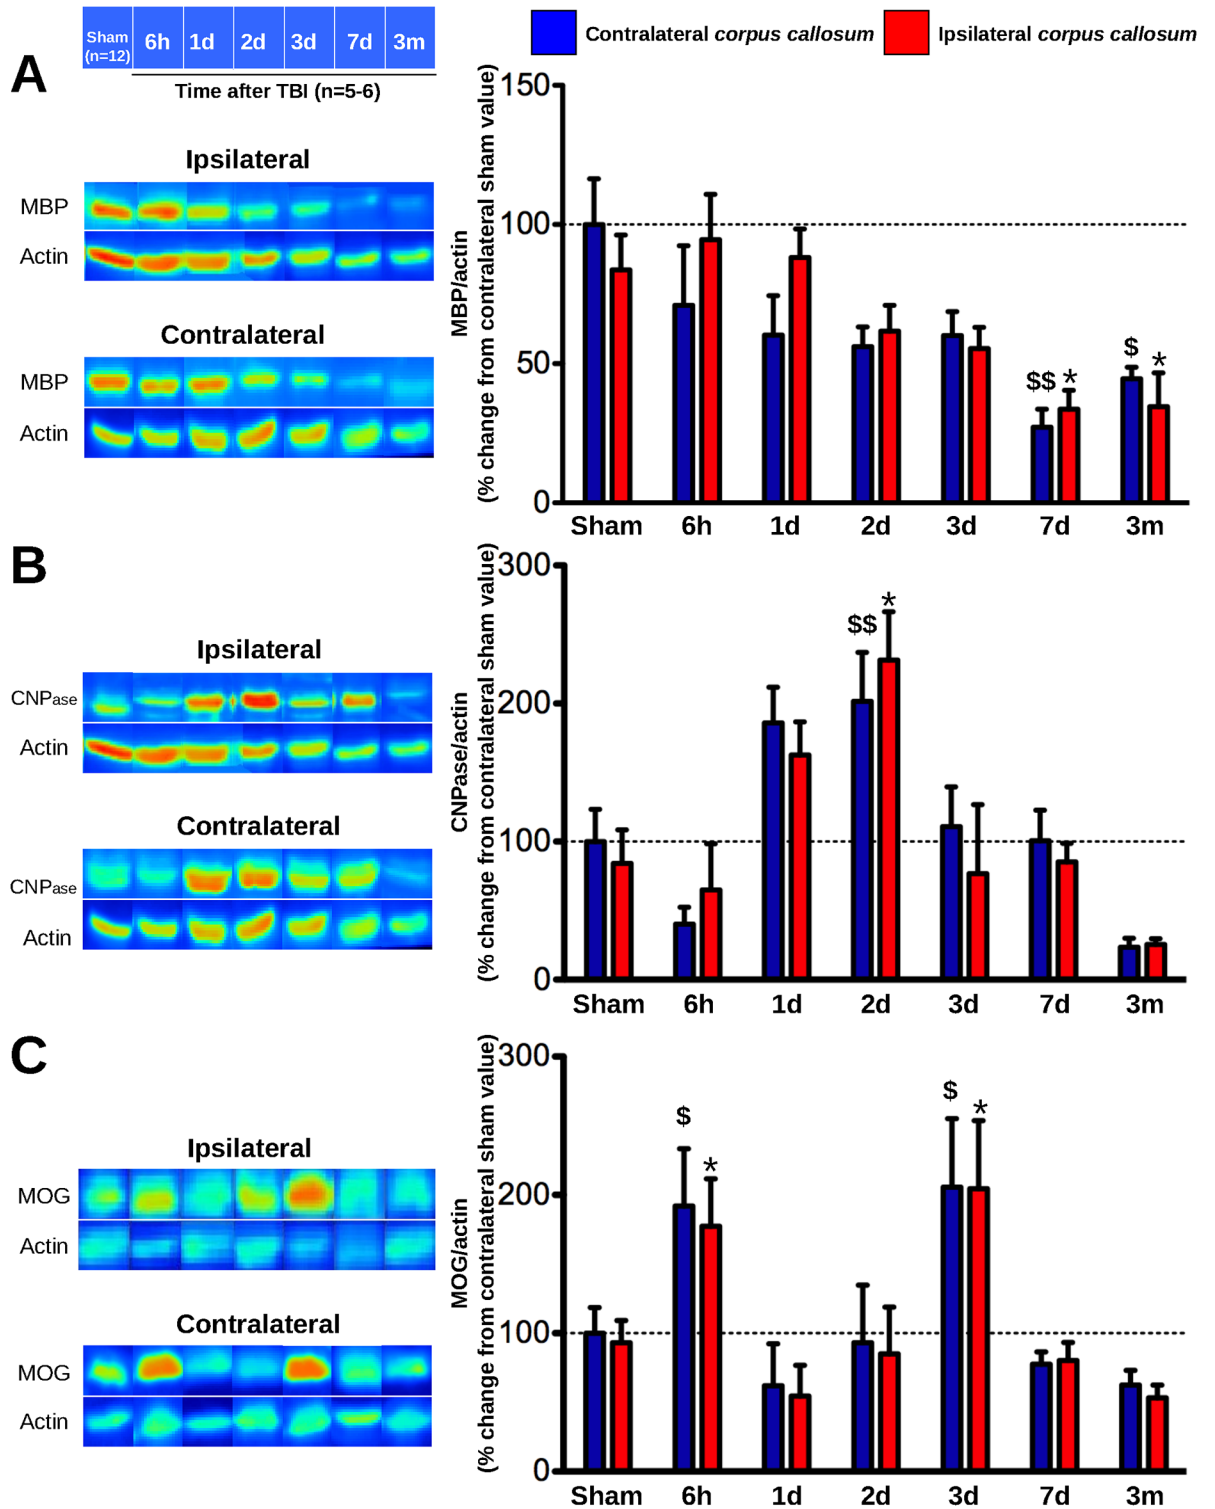 Contralateral corpus callosum
Ipsilateral corpus callosum
Sham (n=12)
6h
1d
2d
3d
7d
3m
Time after TBI (n=5-6)
A
Ipsilateral
MBP
Actin
Contralateral
MBP
Actin
MBP/actin
(% change from contralateral sham value)
150
100
50
0
$$
*
$
*
Sham
6h
1d
2d
3d
7d
3m
B
Ipsilateral
CNPase
Actin
Contralateral
CNPase
Actin
CNPase/actin
(% change from contralateral sham value)
300
200
100
0
$$
*
Sham
6h
1d
2d
3d
7d
3m
C
Ipsilateral
MOG
Actin
Contralateral
MOG
Actin
MOG/actin
(% change from contralateral sham value)
300
200
100
0
$
*
$
*
Sham
6h
1d
2d
3d
7d
3m